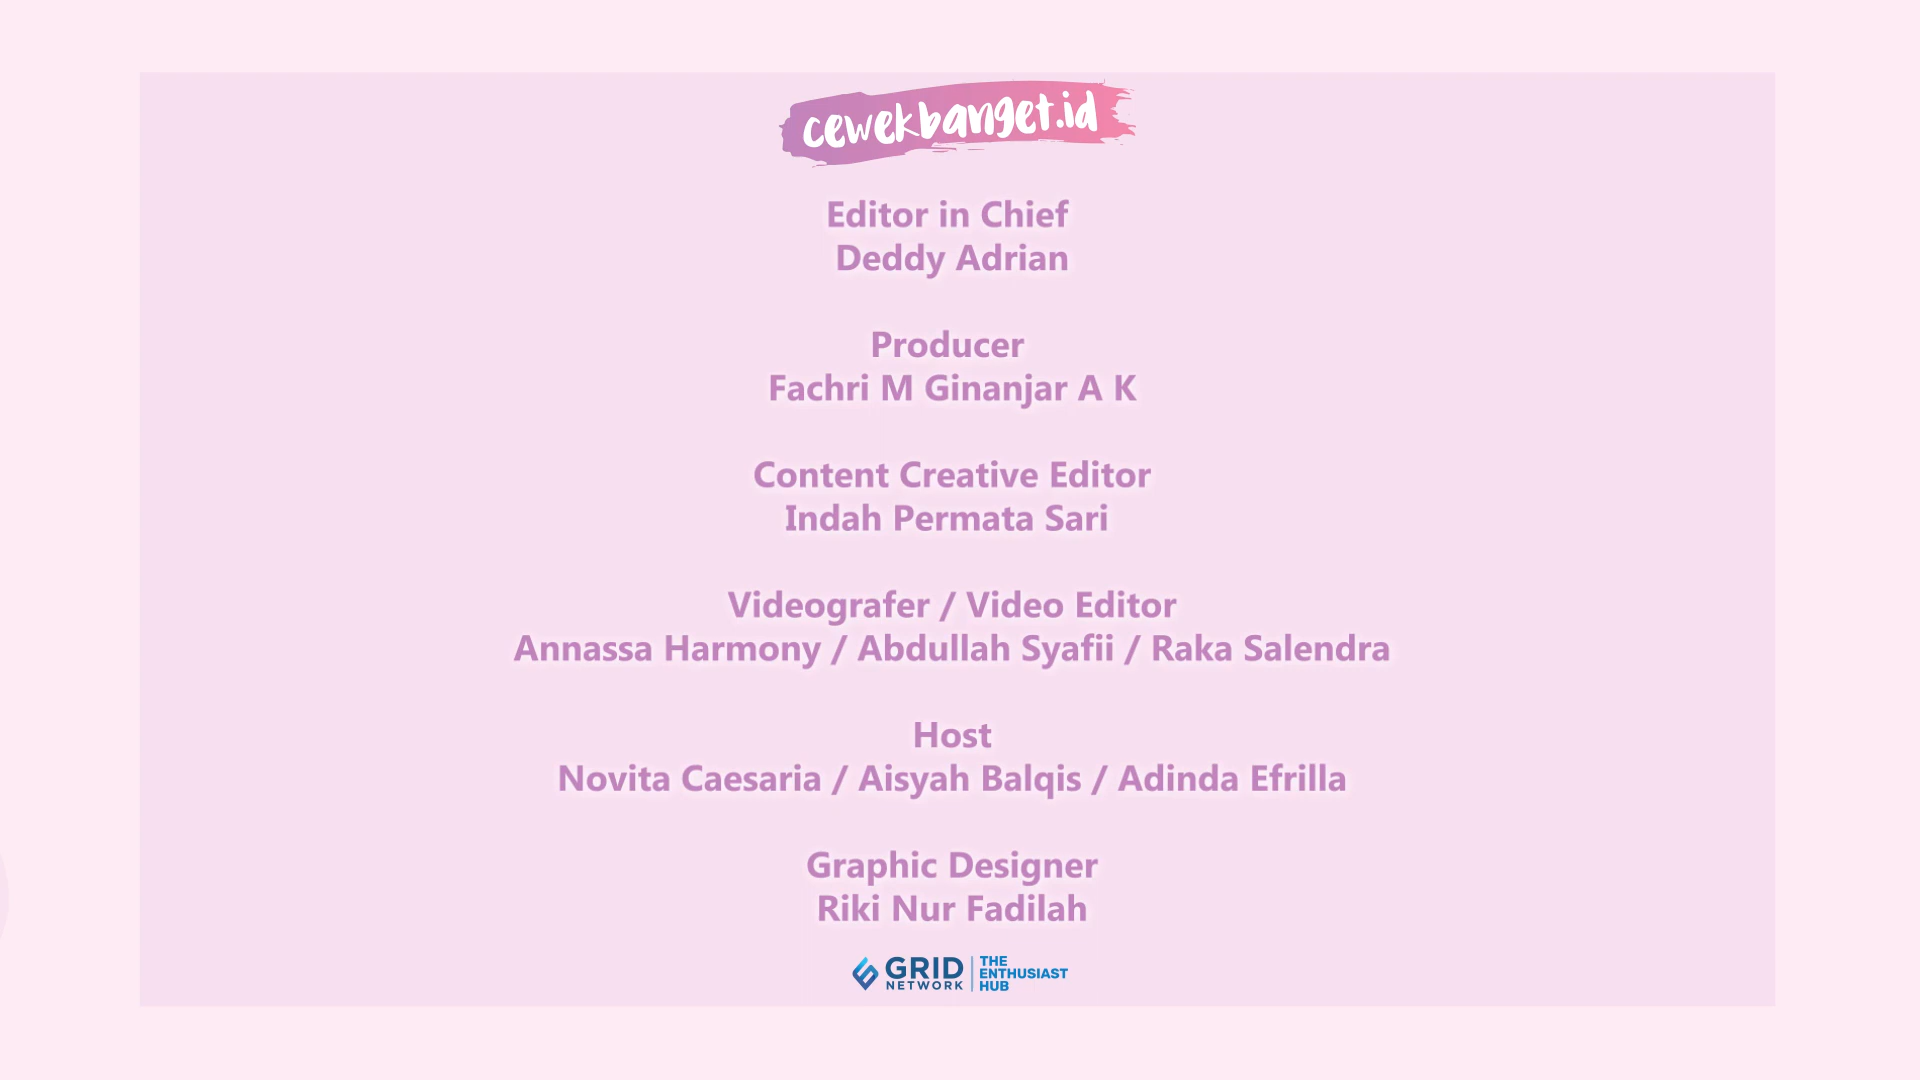 cewekbanget.id
Editor in Chief
Deddy Adrian
Producer
Fachri M Ginanjar A K
Content Creative Editor
Indah Permata Sari
Videografer / Video Editor
Annassa Harmony / Abdullah Syafii / Raka Salendra
Host
Novita Caesaria / Aisyah Balqis / Adinda Efrilla
Graphic Designer
Riki Nur Fadilah
GRID
NETWORK
THE
ENTHUSIAST
HUB